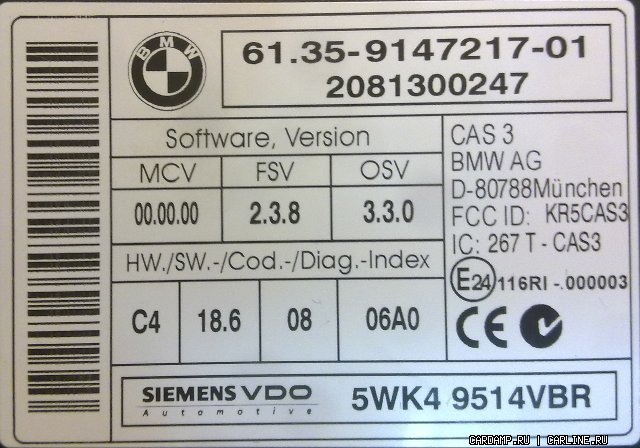 BMW
61.35-9147217-01
2081300247
Software, Version
MCV FSV OSV
00.00.00 2.3.8 3.3.0
HW./SW.-/Cod.-/Diag.-Index
C4 18.6 08 06A0
CAS 3
BMW AG
D-80788München
FCC ID: KR5CAS3
IC: 267 T - CAS3
E24 116RI -.000003
CE
SIEMENS VDO
Automotive
5WK4 9514VBR
CARDAMP.RU | CARLINE.RU